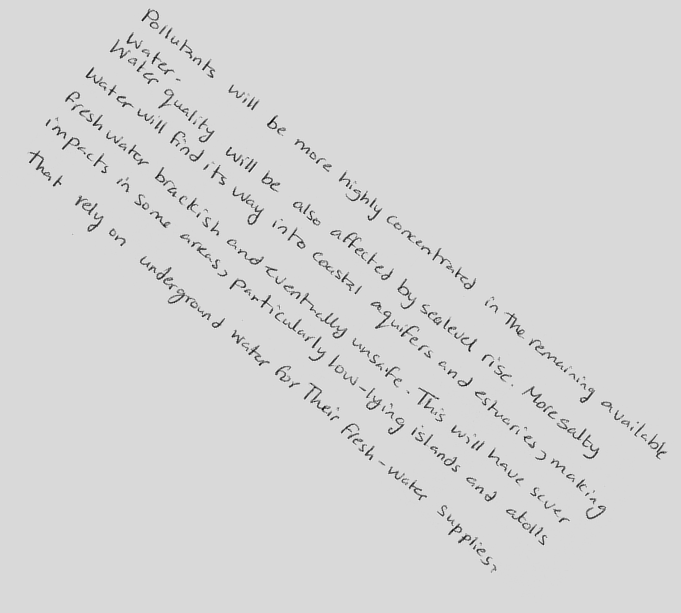 Pollutants will be more highly concentrated in the remaining available
water.
Water quality will be also affected by sealevel rise. More salty
water will find its way into coastal aquifers and estuaries, making
fresh water brackish and eventually unsafe. This will have sever
impacts in some areas, particularly low-lying islands and atolls
that rely on underground water for their fresh-water supplies.